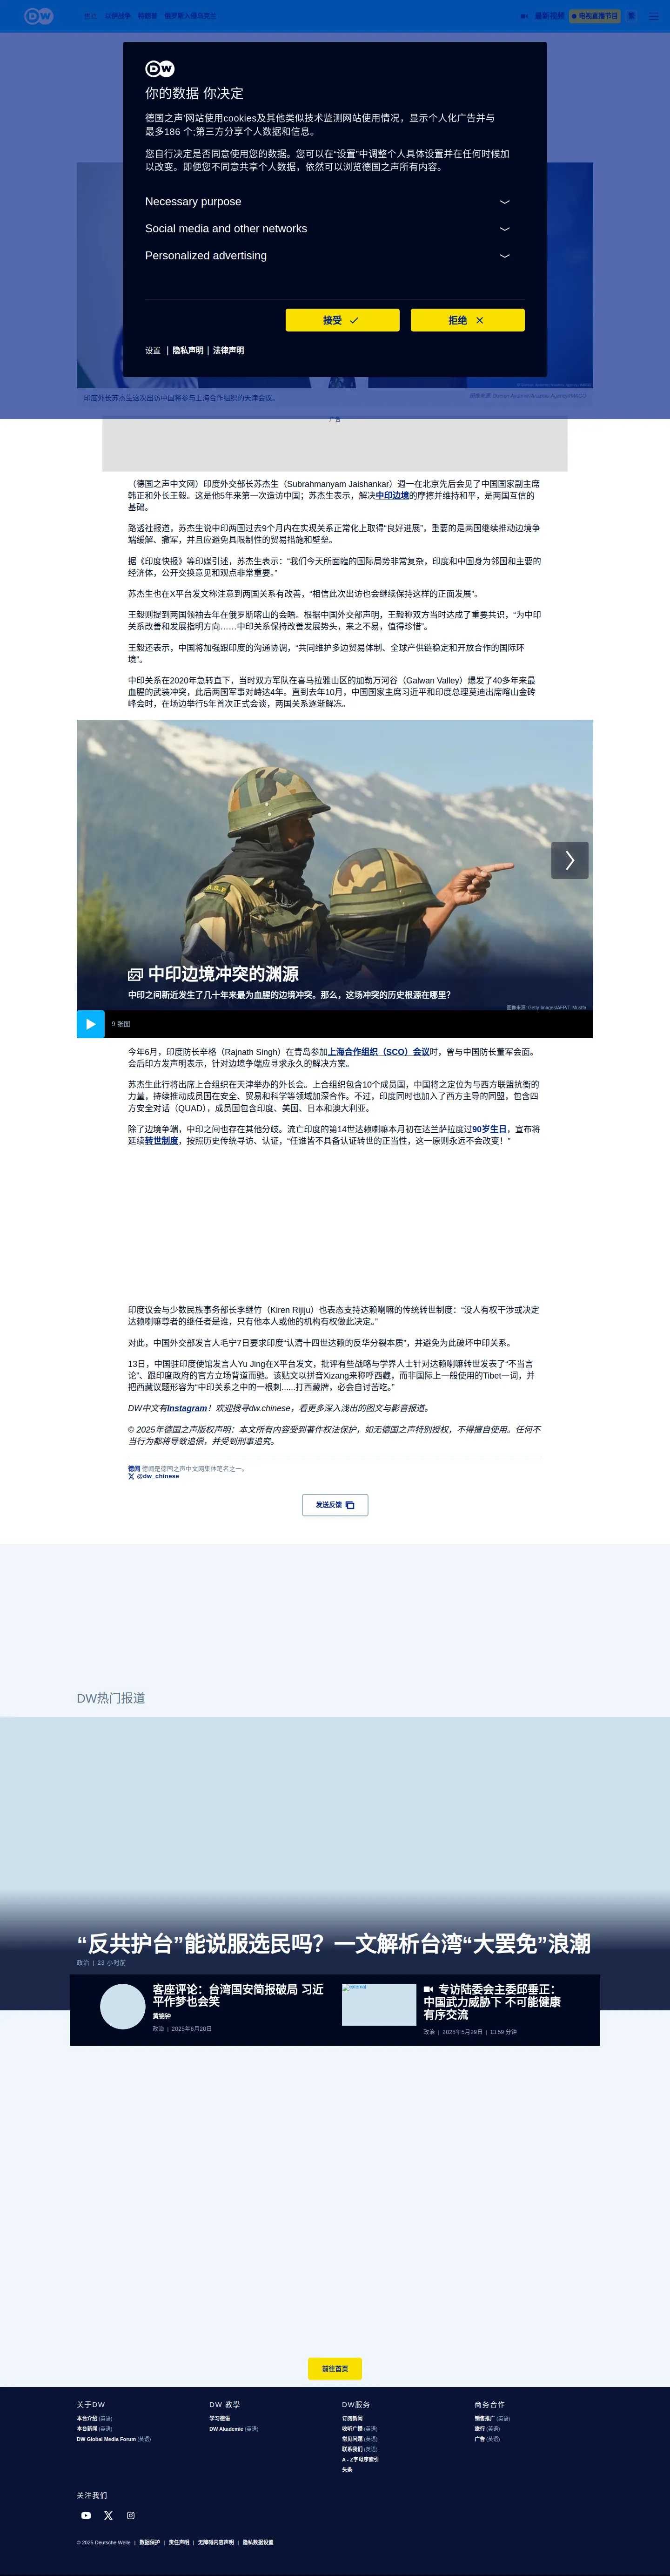 DW
直达
以伊战争
特朗普
俄罗斯入侵乌克兰
最新视频
电视直播节目
DW
你的数据 你决定
德国之声'网站使用cookies及其他类似技术监测网站使用情况，显示个人化广告并与
最多186 个;第三方分享个人数据和信息。
您自行决定是否同意使用您的数据。您可以在“设置”中调整个人具体设置并在任何时候加
以改变。即便您不同意共享个人数据，依然可以浏览德国之声所有内容。
Necessary purpose
Social media and other networks
Personalized advertising
接受
拒绝
设置 | 隐私声明 | 法律声明
印度外长苏杰生这次出访中国将参与上海合作组织的天津会议。
广告
（德国之声中文网）印度外交部长苏杰生（Subrahmanyam Jaishankar）週一在北京先后会见了中国国家副主席
韩正和外长王毅。这是他5年来第一次造访中国；苏杰生表示，解决中印边境的摩擦并维持和平，是两国互信的
基础。
路透社报道，苏杰生说中印两国过去9个月内在实现关系正常化上取得“良好进展”，重要的是两国继续推动边境争
端缓解、撤军，并且应避免具限制性的贸易措施和壁垒。
据《印度快报》等印媒引述，苏杰生表示：“我们今天所面臨的国际局势非常复杂，印度和中国身为邻国和主要的
经济体，公开交换意见和观点非常重要。”
苏杰生也在X平台发文称注意到两国关系有改善，“相信此次出访也会继续保持这样的正面发展”。
王毅则提到两国领袖去年在俄罗斯喀山的会晤。根据中国外交部声明，王毅称双方当时达成了重要共识，“为中印
关系改善和发展指明方向……中印关系保持改善发展势头，来之不易，值得珍惜”。
王毅还表示，中国将加强跟印度的沟通协调，“共同维护多边贸易体制、全球产供链稳定和开放合作的国际环
境”。
中印关系在2020年急转直下，当时双方军队在喜马拉雅山区的加勒万河谷（Galwan Valley）爆发了40多年来最
血腥的武装冲突，此后两国军事对峙达4年。直到去年10月，中国国家主席习近平和印度总理莫迪出席喀山金砖
峰会时，在场边举行5年首次正式会谈，两国关系逐渐解冻。
中印边境冲突的渊源
中印之间新近发生了几十年来最为血腥的边境冲突。那么，这场冲突的历史根源在哪里？
图像来源: Getty Images/AFP/T. Mustfa
9 张图
今年6月，印度防长辛格（Rajnath Singh）在青岛参加上海合作组织（SCO）会议时，曾与中国防长董军会面。
会后印方发声明表示，针对边境争端应寻求永久的解决方案。
苏杰生此行将出席上合组织在天津举办的外长会。上合组织包含10个成员国，中国将之定位为与西方联盟抗衡的
力量，持续推动成员国在安全、贸易和科学等领域加深合作。不过，印度同时也加入了西方主导的同盟，包含四
方安全对话（QUAD），成员国包含印度、美国、日本和澳大利亚。
除了边境争端，中印之间也存在其他分歧。流亡印度的第14世达赖喇嘛本月初在达兰萨拉度过90岁生日，宣布将
延续转世制度，按照历史传统寻访、认证，“任谁皆不具备认证转世的正当性，这一原则永远不会改变！”
印度议会与少数民族事务部长李继竹（Kiren Rijiju）也表态支持达赖喇嘛的传统转世制度：“没人有权干涉或决定
达赖喇嘛尊者的继任者是谁，只有他本人或他的机构有权做此决定。”
对此，中国外交部发言人毛宁7日要求印度“认清十四世达赖的反华分裂本质”，并避免为此破坏中印关系。
13日，中国驻印度使馆发言人Yu Jing在X平台发文，批评有些战略与学界人士针对达赖喇嘛转世发表了“不当言
论”、跟印度政府的官方立场背道而驰。该贴文以拼音Xizang来称呼西藏，而非国际上一般使用的Tibet一词，并
把西藏议题形容为“中印关系之中的一根刺……打西藏牌，必会自讨苦吃。”
DW中文有Instagram！欢迎搜寻dw.chinese，看更多深入浅出的图文与影音报道。
© 2025年德国之声版权声明：本文所有内容受到著作权法保护，如无德国之声特别授权，不得擅自使用。任何不
当行为都将导致追偿，并受到刑事追究。
德闻 德闻是德国之声中文网集体笔名之一。
@dw_chinese
发送反馈
DW热门报道
“反共护台”能说服选民吗？一文解析台湾“大罢免”浪潮
政治 | 23 小时前
客座评论：台湾国安简报破局 习近
平作梦也会笑
黄锦钟
政治 | 2025年6月20日
external
专访陆委会主委邱垂正：
中国武力威胁下 不可能健康
有序交流
政治 | 2025年5月29日 | 13:59 分钟
前往首页
关于DW
本台介绍 (英语)
本台新闻 (英语)
DW Global Media Forum (英语)
DW 教學
学习德语
DW Akademie (英语)
DW服务
订阅新闻
收听广播 (英语)
常见问题 (英语)
联系我们 (英语)
A - Z字母序索引
头条
商务合作
销售推广 (英语)
旅行 (英语)
广告 (英语)
关注我们
© 2025 Deutsche Welle | 数据保护 | 责任声明 | 无障碍内容声明 | 隐私数据设置